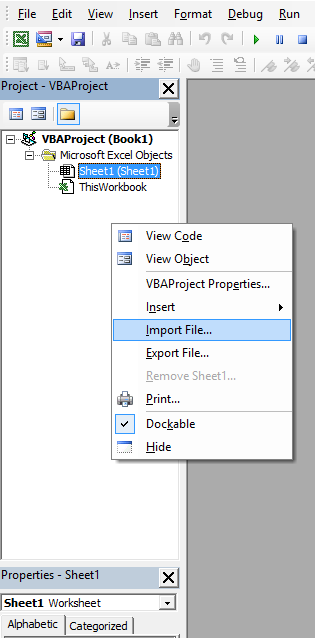 File Edit View Insert Format Debug Run
Project - VBAProject
VBAProject (Book1)
Microsoft Excel Objects
Sheet1 (Sheet1)
ThisWorkbook
View Code
View Object
VBAProject Properties...
Insert
Import File...
Export File...
Remove Sheet1...
Print...
Dockable
Hide
Properties - Sheet1
Sheet1 Worksheet
Alphabetic Categorized